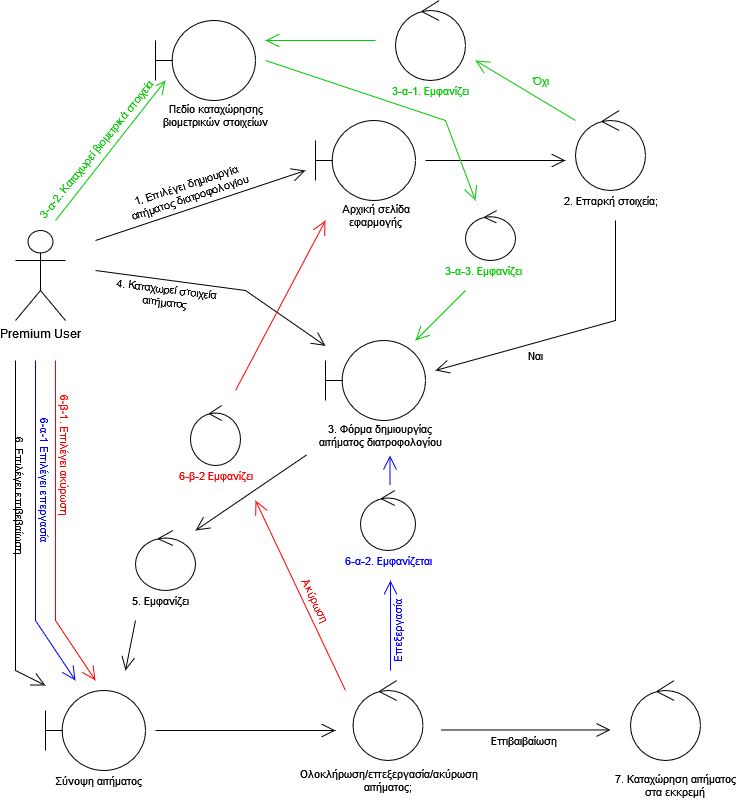 3-α-1. Εμφανίζει
Όχι
Πεδίο καταχώρησης
βιομετρικών στοιχείων
3-α-2. Καταχωρεί βιομετρικά στοιχεία
1. Επιλέγει δημιουργία
αιτήματος διατροφολογίου
2. Επαρκή στοιχεία;
Αρχική σελίδα
εφαρμογής
3-α-3. Εμφανίζει
4. Καταχωρεί στοιχεία
αιτήματος
Premium User
Ναι
3. Φόρμα δημιουργίας
αιτήματος διατροφολογίου
6. Επιλέγει επιβεβαίωση
6-α-1 Επιλέγει επεργασία
6-β-1 . Επιλέγει ακύρωση
6-β-2 Εμφανίζει
6-α-2. Εμφανίζεται
5. Εμφανίζει
Ακύρωση
Επεξεργασία
Επιβαιβαίωση
Σύνοψη αιτήματος
Ολοκλήρωση/επεξεργασία/ακύρωση
αιτήματος;
7. Καταχώρηση αιτήματος
στα εκκρεμή